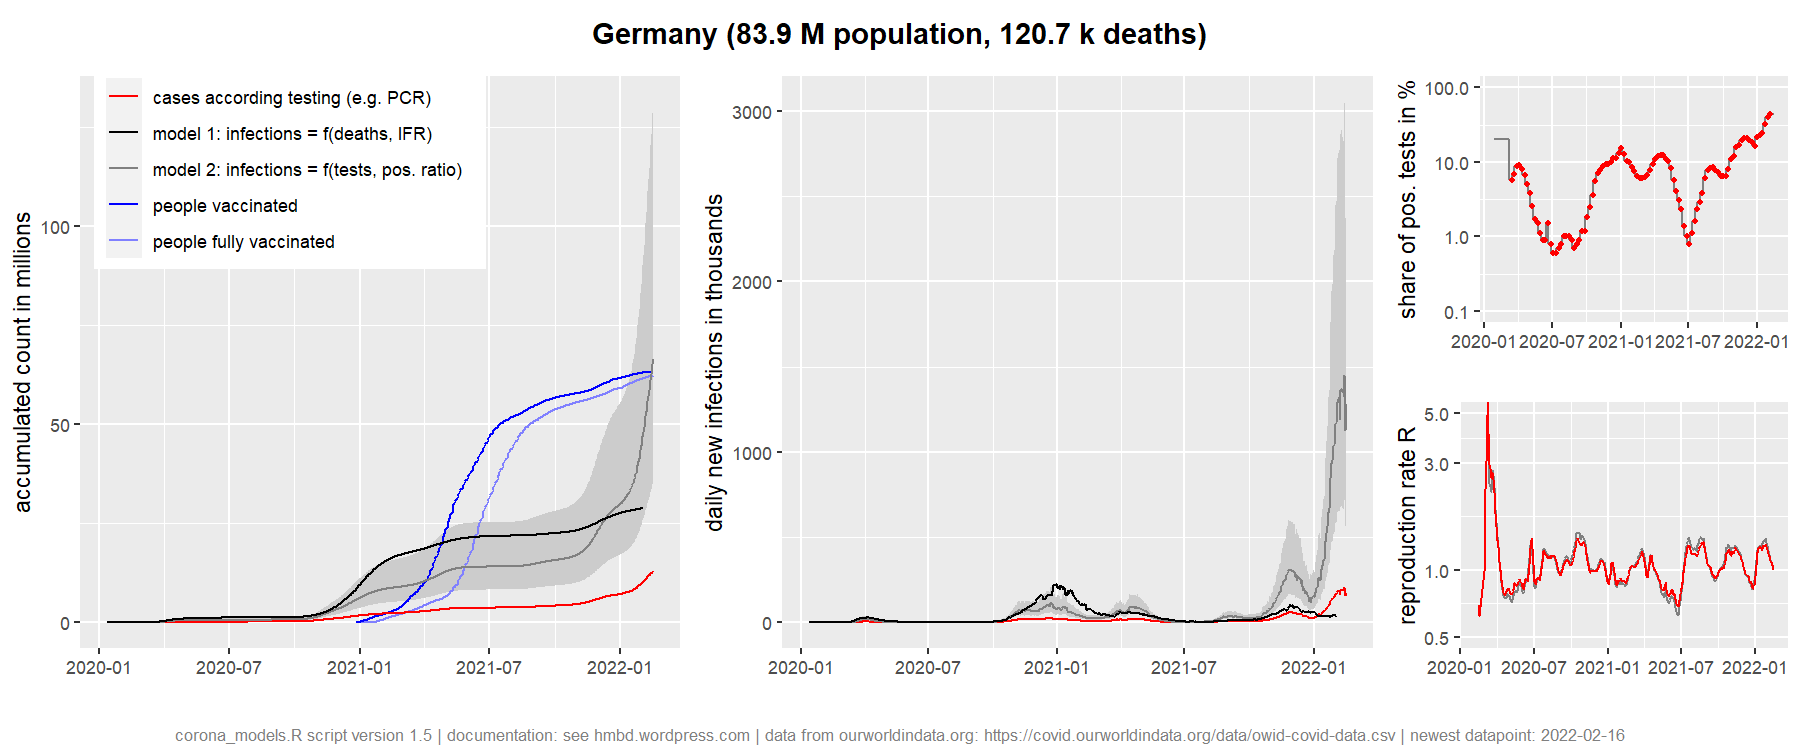 Germany (83.9 M population, 120.7 k deaths)
accumulated count in millions
100
50
0
cases according testing (e.g. PCR)
model 1: infections = f(deaths, IFR)
model 2: infections = f(tests, pos. ratio)
people vaccinated
people fully vaccinated
2020-01 2020-07 2021-01 2021-07 2022-01
daily new infections in thousands
3000
2000
1000
0
2020-01 2020-07 2021-01 2021-07 2022-01
share of pos. tests in %
100.0
10.0
1.0
0.1
2020-01 2020-07 2021-01 2021-07 2022-01
reproduction rate R
5.0
3.0
1.0
0.5
2020-01 2020-07 2021-01 2021-07 2022-01
corona_models.R script version 1.5 | documentation: see hmbd.wordpress.com | data from ourworldindata.org: https://covid.ourworldindata.org/data/owid-covid-data.csv | newest datapoint: 2022-02-16